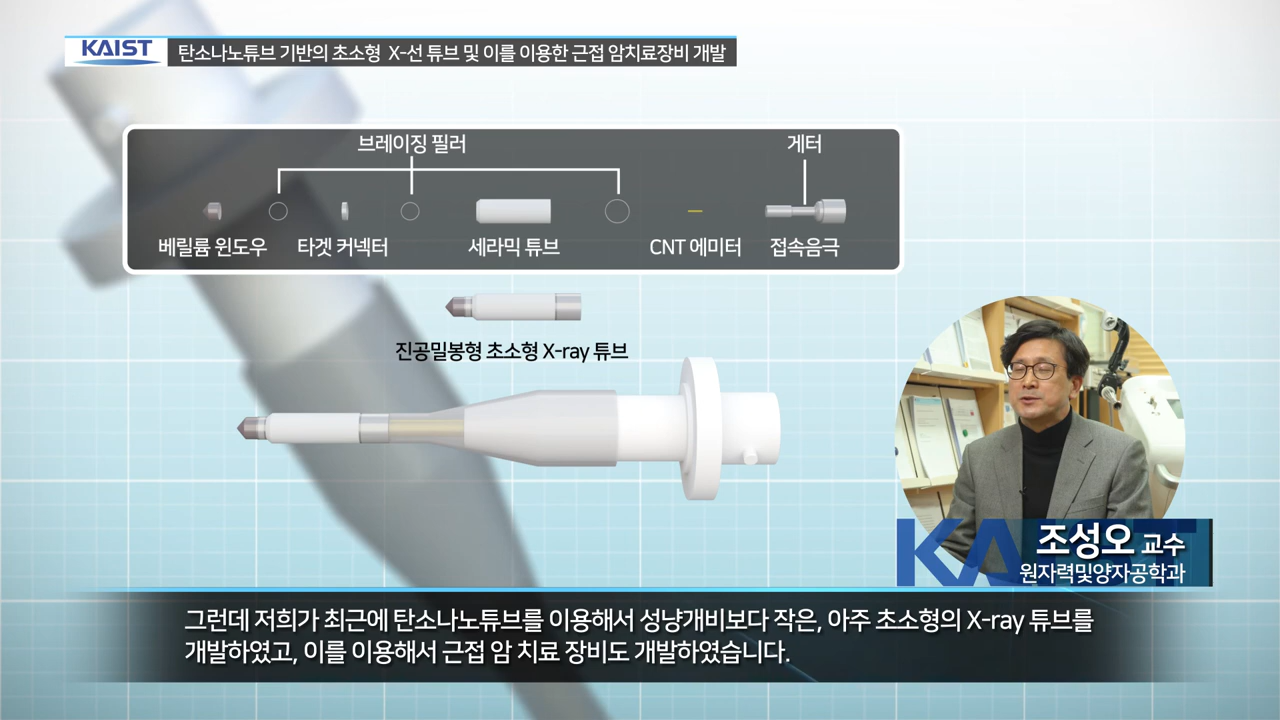 KAIST
탄소나노튜브 기반의 초소형 X-선 튜브 및 이를 이용한 근접 암치료장비 개발
브레이징 필러
게터
베릴륨 윈도우
타겟 커넥터
세라믹 튜브
CNT 에미터
접속음극
진공밀봉형 초소형 X-ray 튜브
KAIST
조성오 교수
원자력및양자공학과
그런데 저희가 최근에 탄소나노튜브를 이용해서 성냥개비보다 작은, 아주 초소형의 X-ray 튜브를
개발하였고, 이를 이용해서 근접 암 치료 장비도 개발하였습니다.